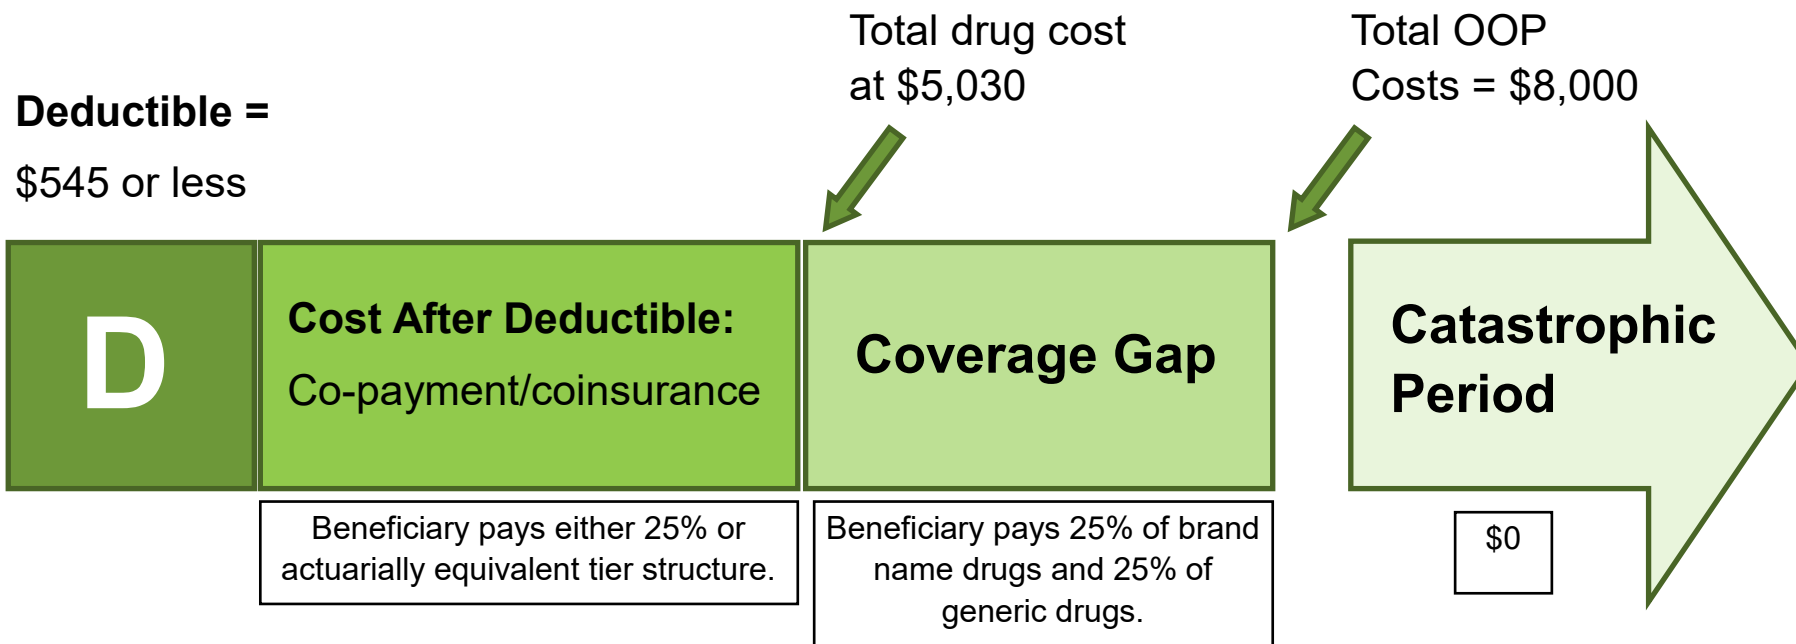 Deductible =
$545 or less
Total drug cost
at $5,030
Total OOP
Costs = $8,000
D
Cost After Deductible:
Co-payment/coinsurance
Coverage Gap
Catastrophic
Period
Beneficiary pays either 25% or
actuarially equivalent tier structure.
Beneficiary pays 25% of brand
name drugs and 25% of
generic drugs.
$0